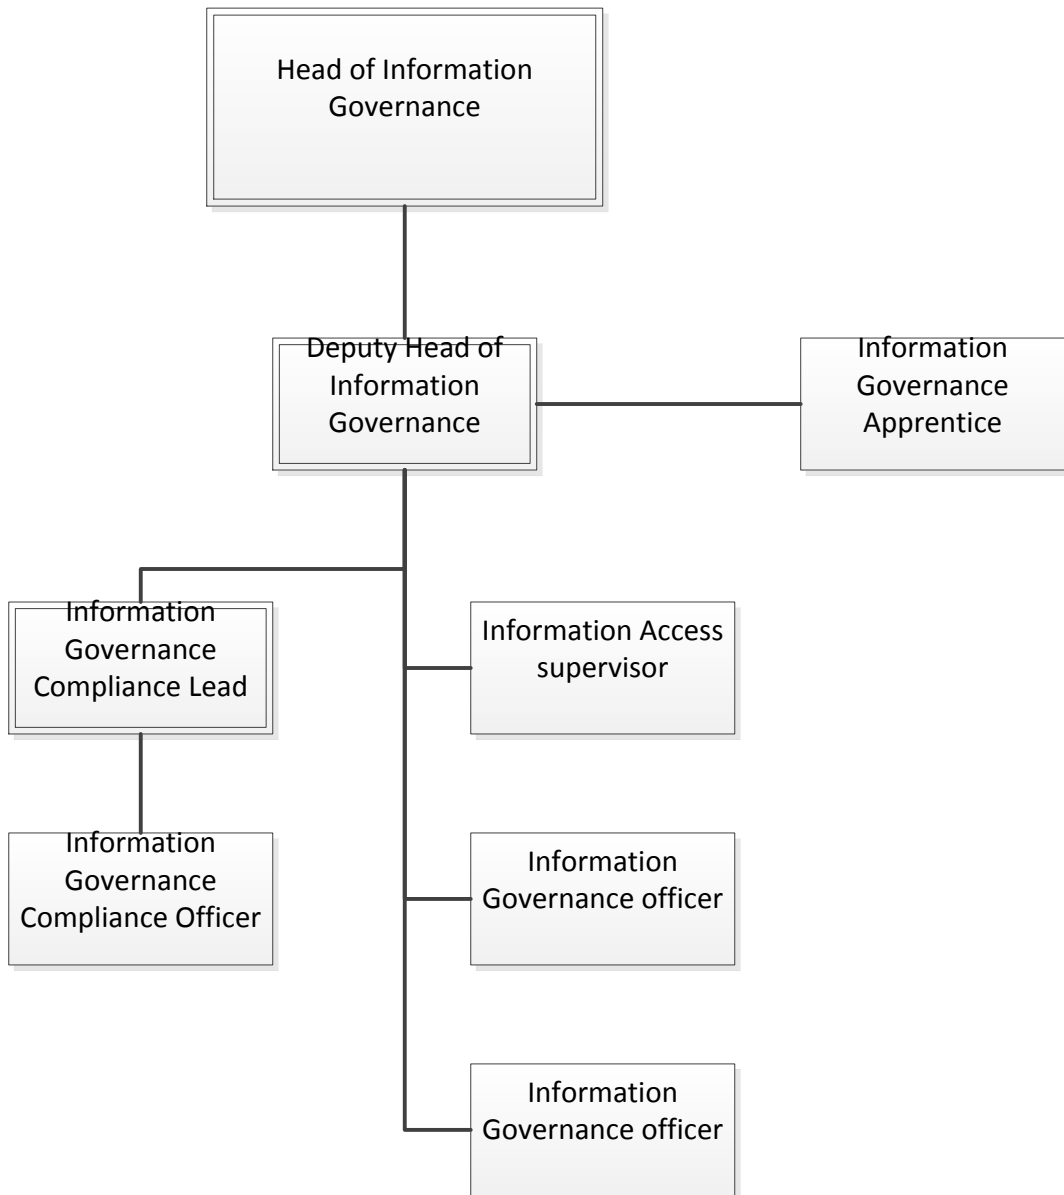 Head of Information
Governance
Deputy Head of
Information
Governance
Information
Governance
Apprentice
Information
Governance
Compliance Lead
Information Access
supervisor
Information
Governance
Compliance Officer
Information
Governance officer
Information
Governance officer